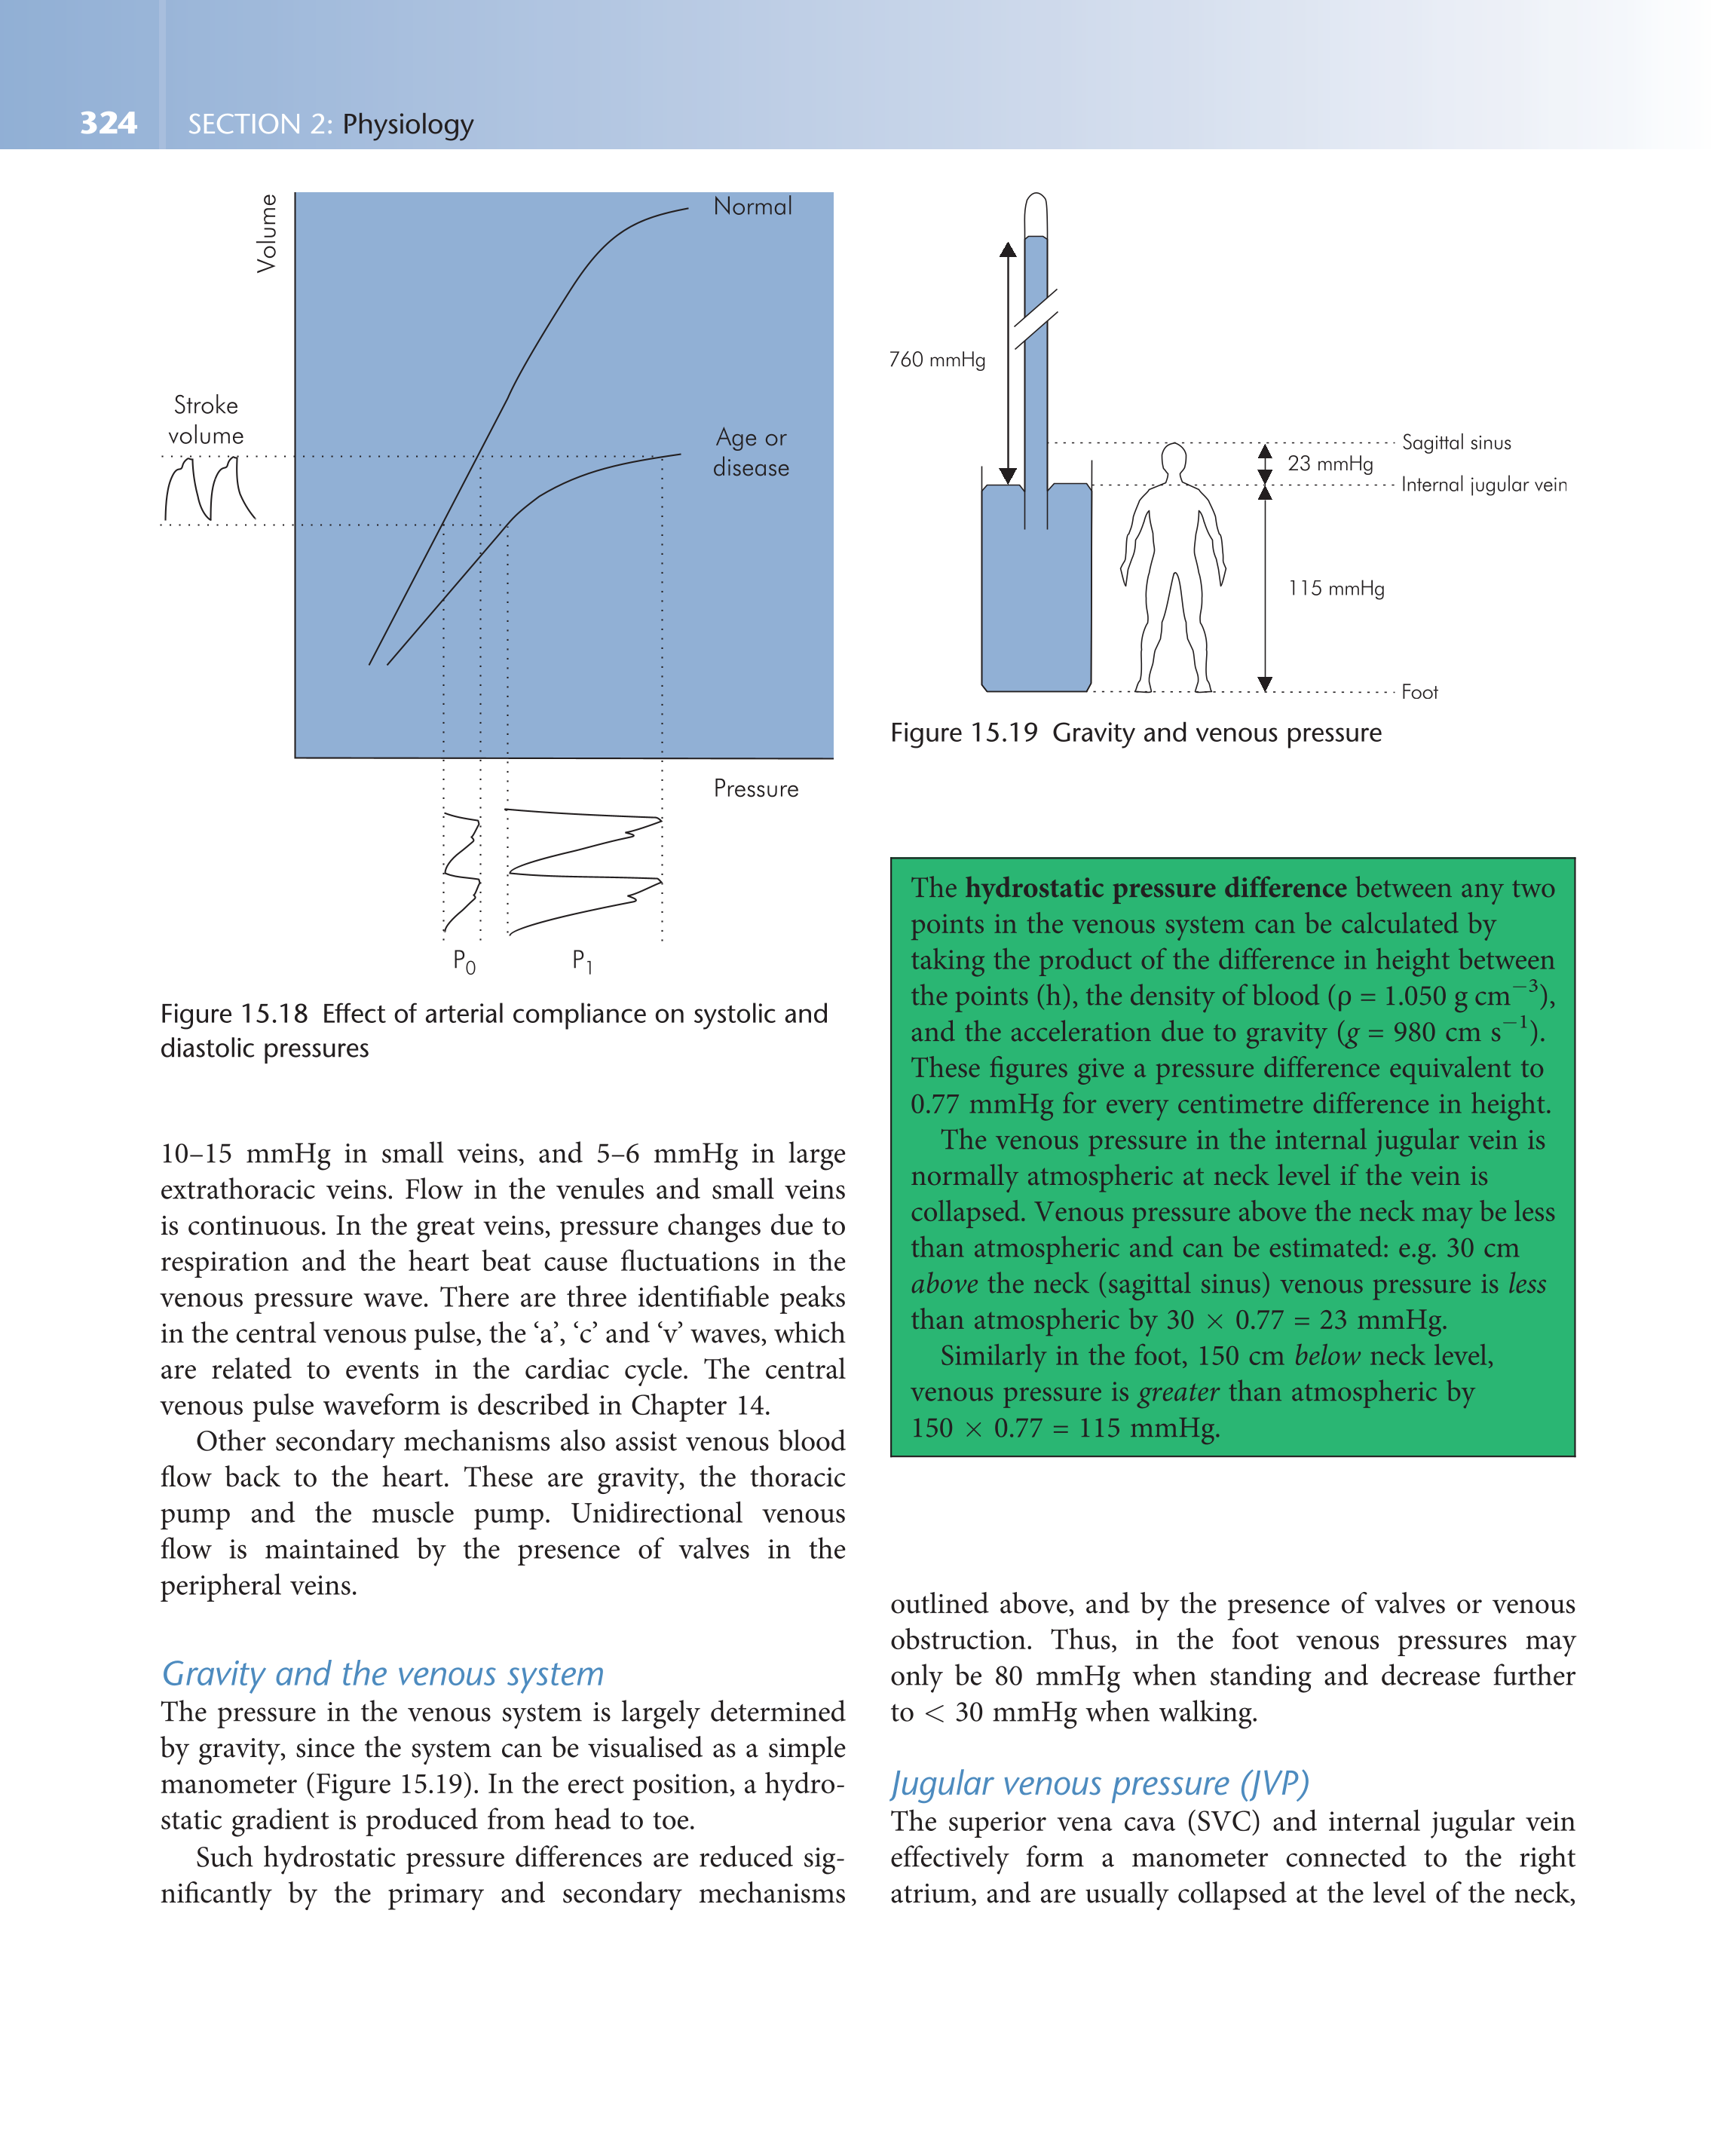 324 SECTION 2: Physiology
Volume
Normal
Stroke
volume
Age or
disease
Pressure
P0 P1
Figure 15.18 Effect of arterial compliance on systolic and
diastolic pressures
10–15 mmHg in small veins, and 5–6 mmHg in large
extrathoracic veins. Flow in the venules and small veins
is continuous. In the great veins, pressure changes due to
respiration and the heart beat cause fluctuations in the
venous pressure wave. There are three identifiable peaks
in the central venous pulse, the ‘a’, ‘c’ and ‘v’ waves, which
are related to events in the cardiac cycle. The central
venous pulse waveform is described in Chapter 14.
Other secondary mechanisms also assist venous blood
flow back to the heart. These are gravity, the thoracic
pump and the muscle pump. Unidirectional venous
flow is maintained by the presence of valves in the
peripheral veins.
Gravity and the venous system
The pressure in the venous system is largely determined
by gravity, since the system can be visualised as a simple
manometer (Figure 15.19). In the erect position, a hydro-
static gradient is produced from head to toe.
Such hydrostatic pressure differences are reduced sig-
nificantly by the primary and secondary mechanisms
760 mmHg
Sagittal sinus
23 mmHg
Internal jugular vein
115 mmHg
Foot
Figure 15.19 Gravity and venous pressure
The hydrostatic pressure difference between any two
points in the venous system can be calculated by
taking the product of the difference in height between
the points (h), the density of blood (ρ = 1.050 g cm⁻³),
and the acceleration due to gravity (g = 980 cm s⁻¹).
These figures give a pressure difference equivalent to
0.77 mmHg for every centimetre difference in height.
The venous pressure in the internal jugular vein is
normally atmospheric at neck level if the vein is
collapsed. Venous pressure above the neck may be less
than atmospheric and can be estimated: e.g. 30 cm
above the neck (sagittal sinus) venous pressure is less
than atmospheric by 30 × 0.77 = 23 mmHg.
Similarly in the foot, 150 cm below neck level,
venous pressure is greater than atmospheric by
150 × 0.77 = 115 mmHg.
outlined above, and by the presence of valves or venous
obstruction. Thus, in the foot venous pressures may
only be 80 mmHg when standing and decrease further
to < 30 mmHg when walking.
Jugular venous pressure (JVP)
The superior vena cava (SVC) and internal jugular vein
effectively form a manometer connected to the right
atrium, and are usually collapsed at the level of the neck,